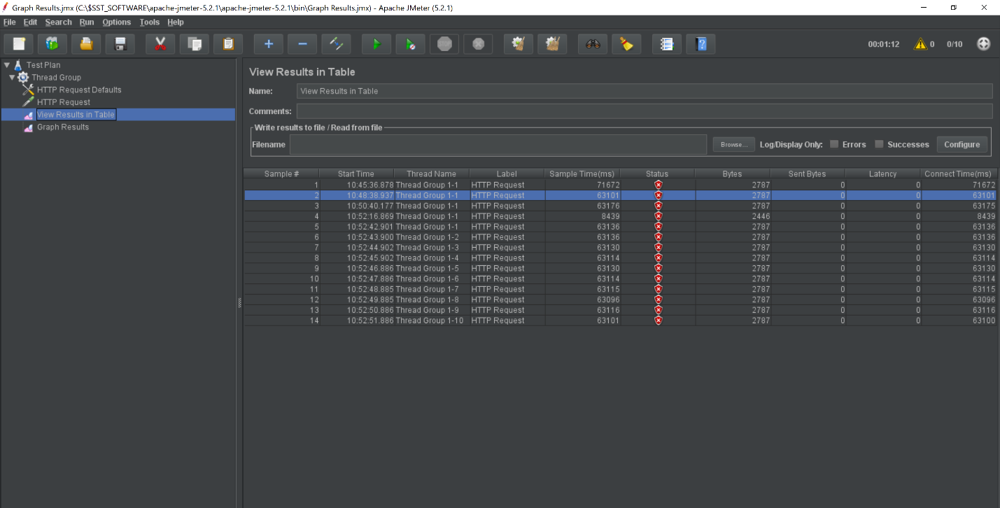 Graph Results.jmx (C:\$SST_SOFTWARE\apache-jmeter-5.2.1\apache-jmeter-5.2.1\bin\Graph Results.jmx) - Apache JMeter (5.2.1)
File Edit Search Run Options Tools Help
00:01:12 0 0/10
Test Plan
Thread Group
HTTP Request Defaults
HTTP Request
View Results in Table
Graph Results
View Results in Table
Name: View Results in Table
Comments:
Write results to file / Read from file
Filename Browse... Log/Display Only: Errors Successes Configure
Sample # Start Time Thread Name Label Sample Time(ms) Status Bytes Sent Bytes Latency Connect Time(ms)
1 10:45:36.878 Thread Group 1-1 HTTP Request 71672 2787 0 0 71672
2 10:48:38.937 Thread Group 1-1 HTTP Request 63101 2787 0 0 63101
3 10:50:40.177 Thread Group 1-1 HTTP Request 63176 2787 0 0 63175
4 10:52:16.869 Thread Group 1-1 HTTP Request 8439 2446 0 0 8439
5 10:52:42.901 Thread Group 1-1 HTTP Request 63136 2787 0 0 63136
6 10:52:43.900 Thread Group 1-2 HTTP Request 63136 2787 0 0 63136
7 10:52:44.902 Thread Group 1-3 HTTP Request 63130 2787 0 0 63130
8 10:52:45.902 Thread Group 1-4 HTTP Request 63114 2787 0 0 63114
9 10:52:46.886 Thread Group 1-5 HTTP Request 63130 2787 0 0 63130
10 10:52:47.886 Thread Group 1-6 HTTP Request 63114 2787 0 0 63114
11 10:52:48.885 Thread Group 1-7 HTTP Request 63115 2787 0 0 63115
12 10:52:49.885 Thread Group 1-8 HTTP Request 63096 2787 0 0 63096
13 10:52:50.886 Thread Group 1-9 HTTP Request 63116 2787 0 0 63116
14 10:52:51.886 Thread Group 1-10 HTTP Request 63101 2787 0 0 63100